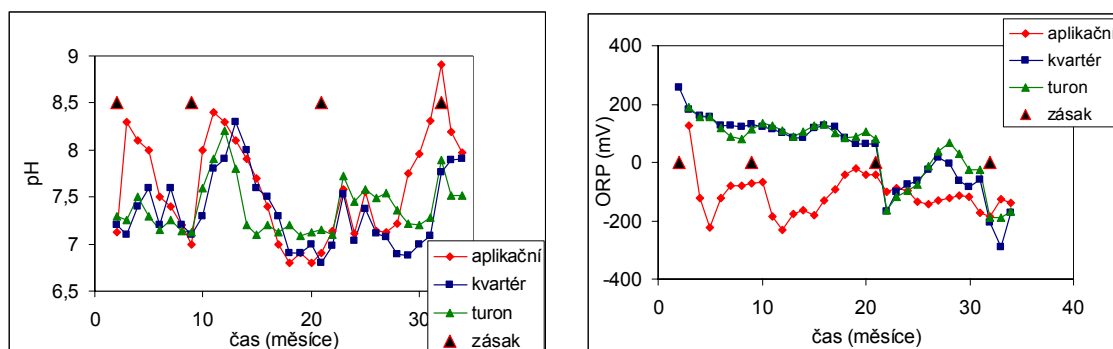 9
8,5
8
7,5
7
6,5
pH
0
10
20
30
čas (měsíce)
aplikační
kvartér
turon
zásak
400
200
0
-200
-400
ORP (mV)
0
10
20
30
40
čas (měsíce)
aplikační
kvartér
turon
zásak